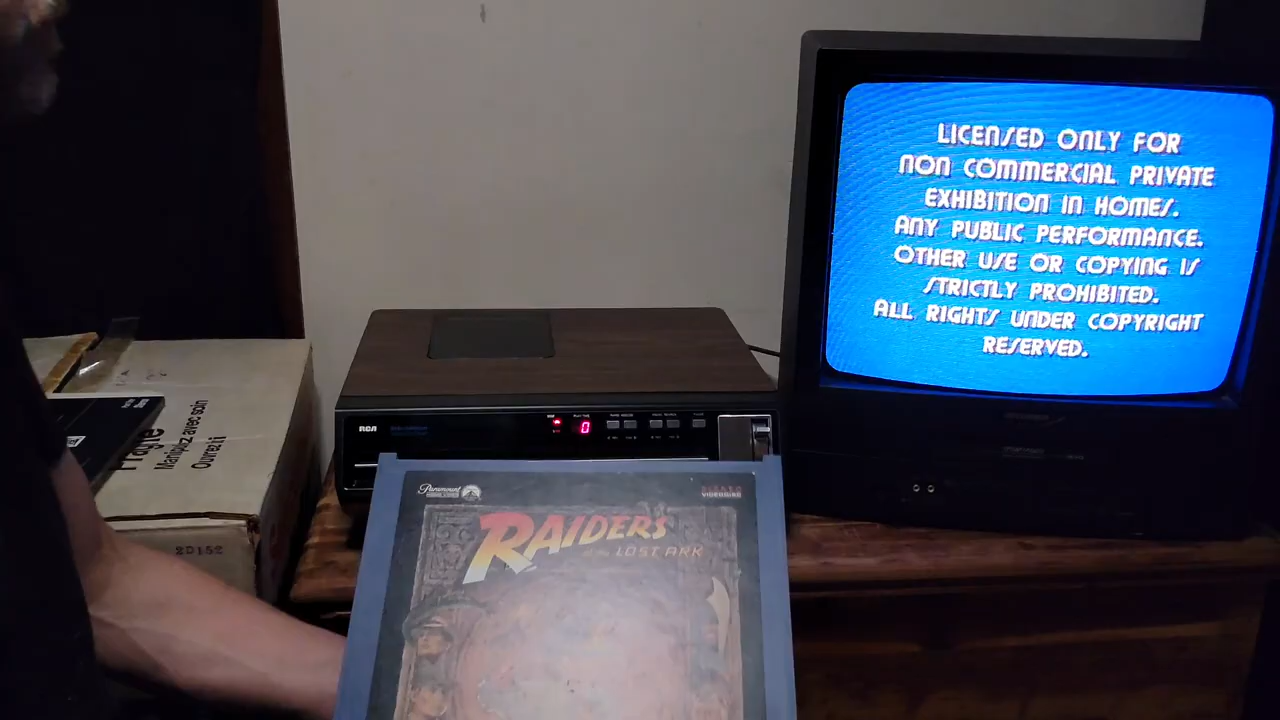 LICENSED ONLY FOR
NON COMMERCIAL PRIVATE
EXHIBITION IN HOMES.
ANY PUBLIC PERFORMANCE.
OTHER USE OR COPYING IS
STRICTLY PROHIBITED.
ALL RIGHTS UNDER COPYRIGHT
RESERVED.
Fragile
Manipulez avec soin
Ouvrez ici
2D152
RCA
0
Paramount
VIDEODISC
RAIDERS
of the LOST ARK